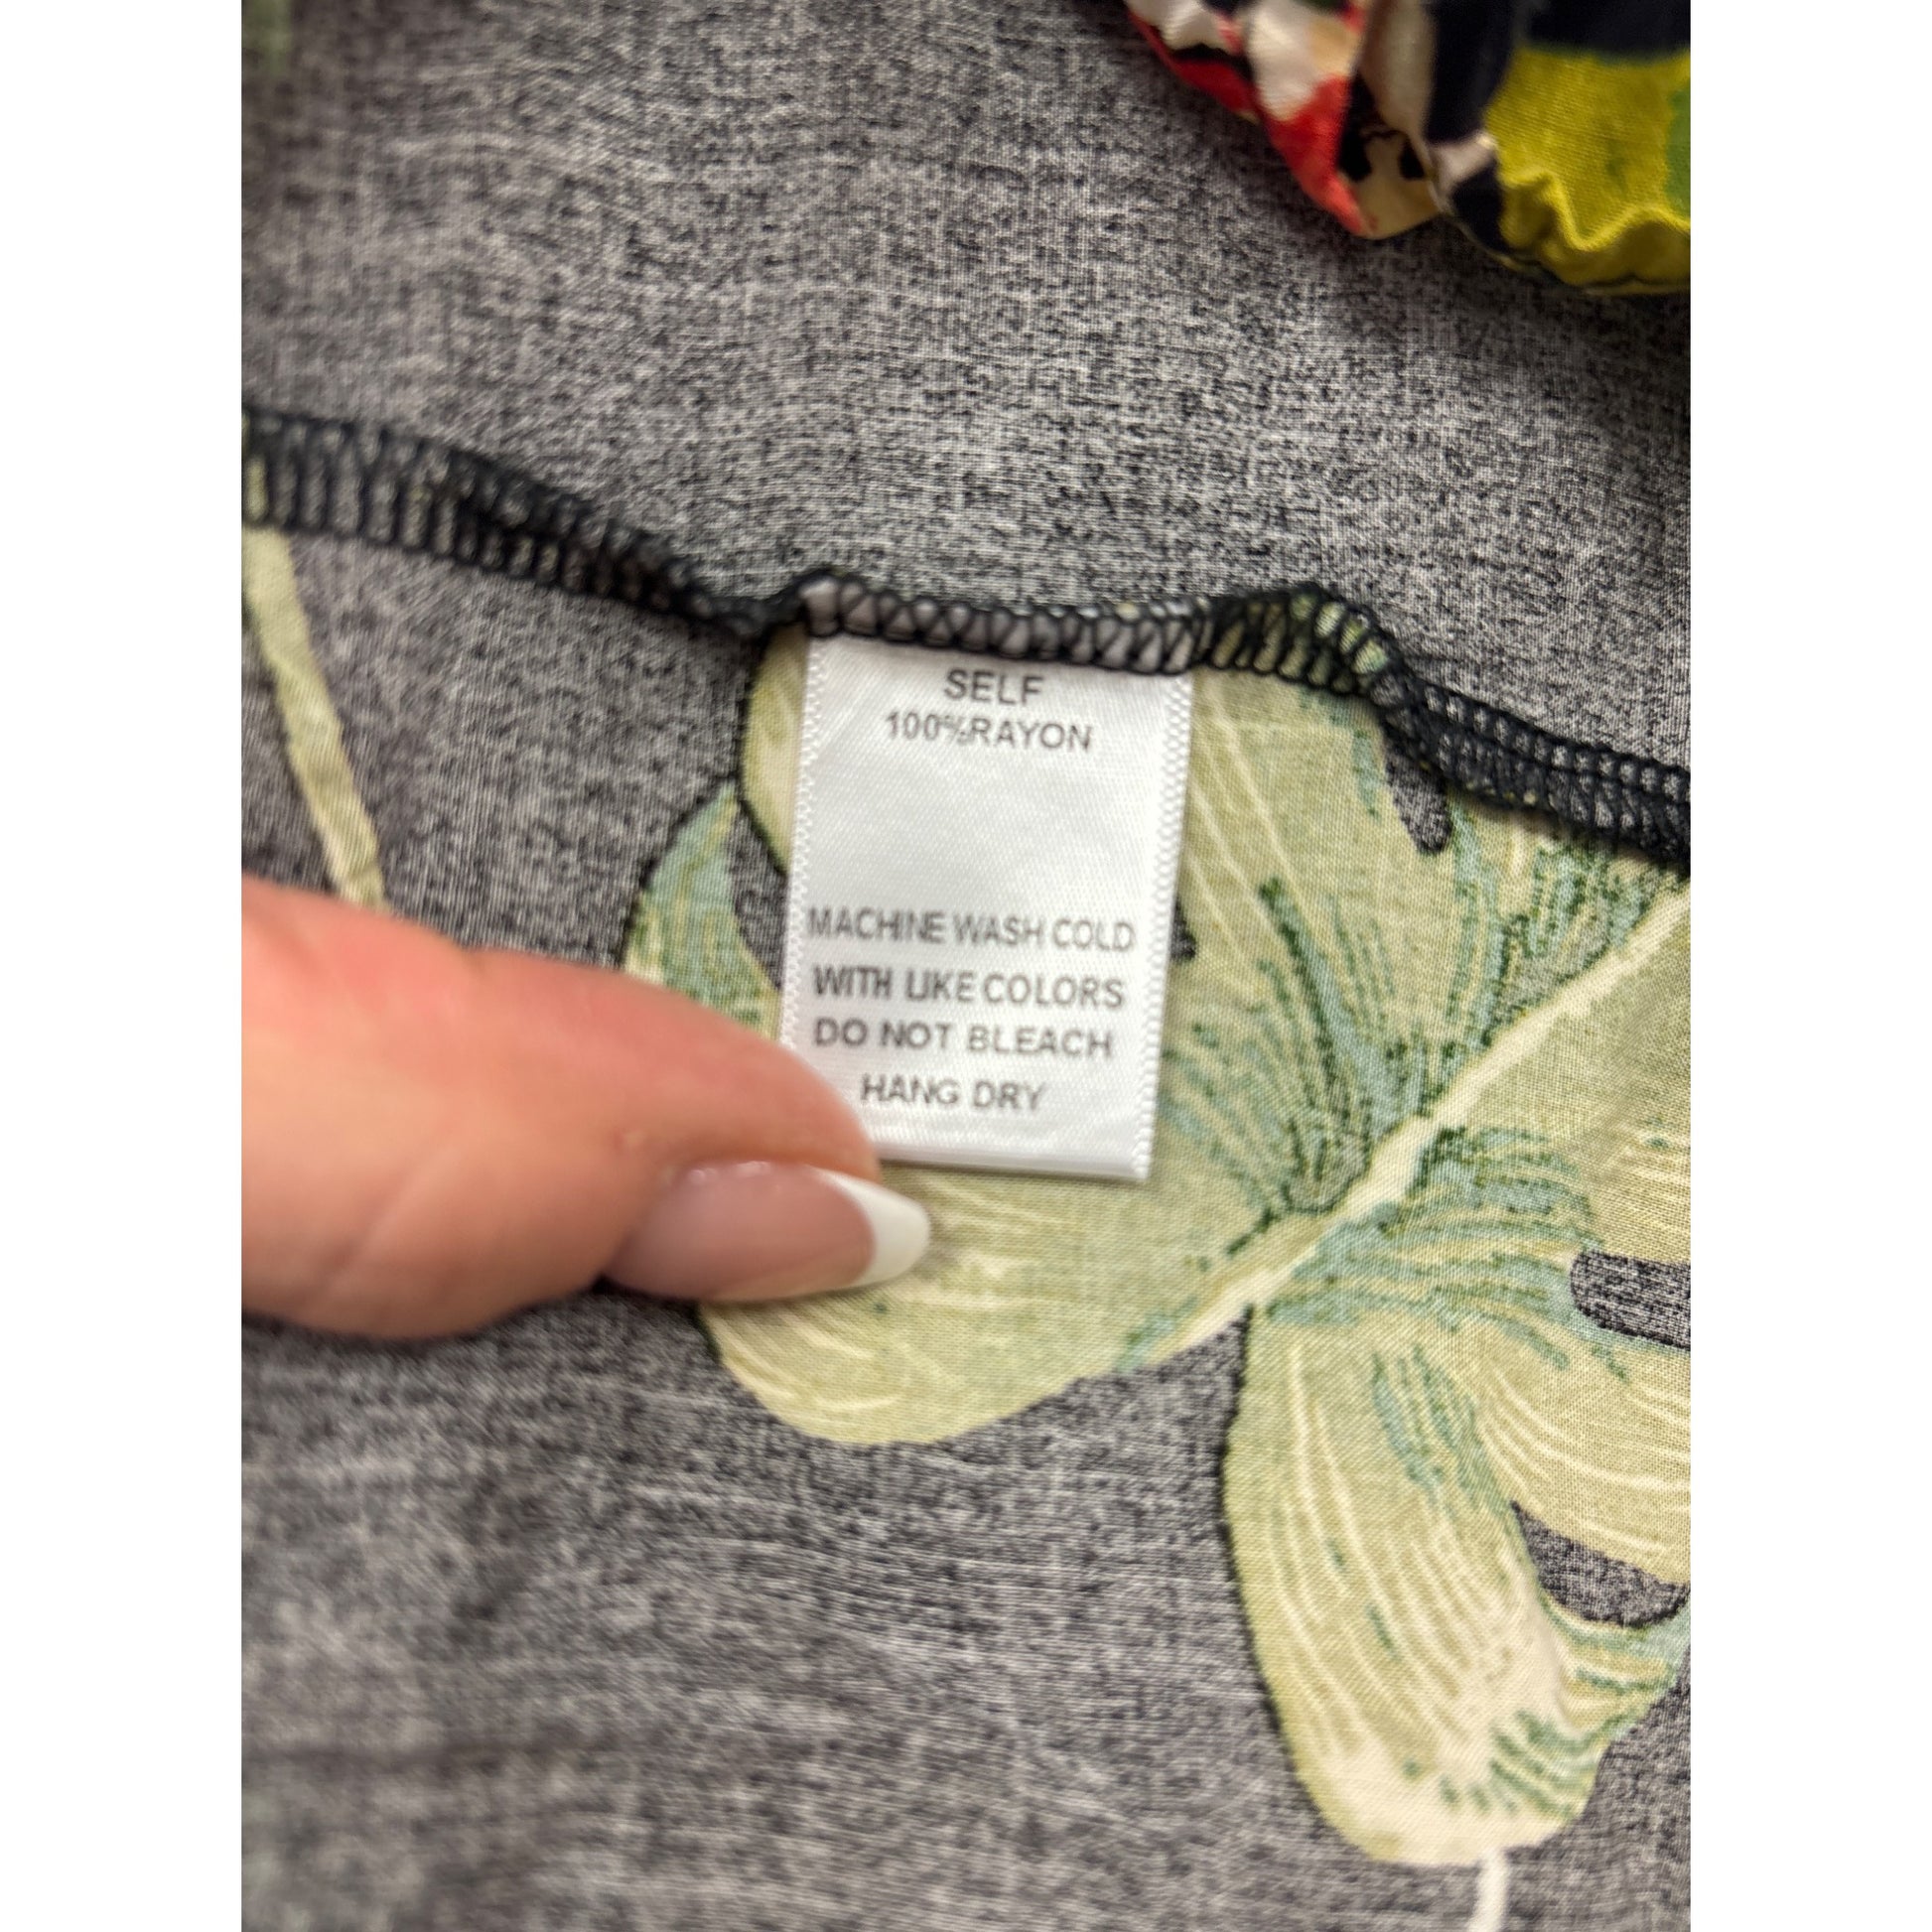 SELF
100%RAYON
MACHINE WASH COLD
WITH LIKE COLORS
DO NOT BLEACH
HANG DRY